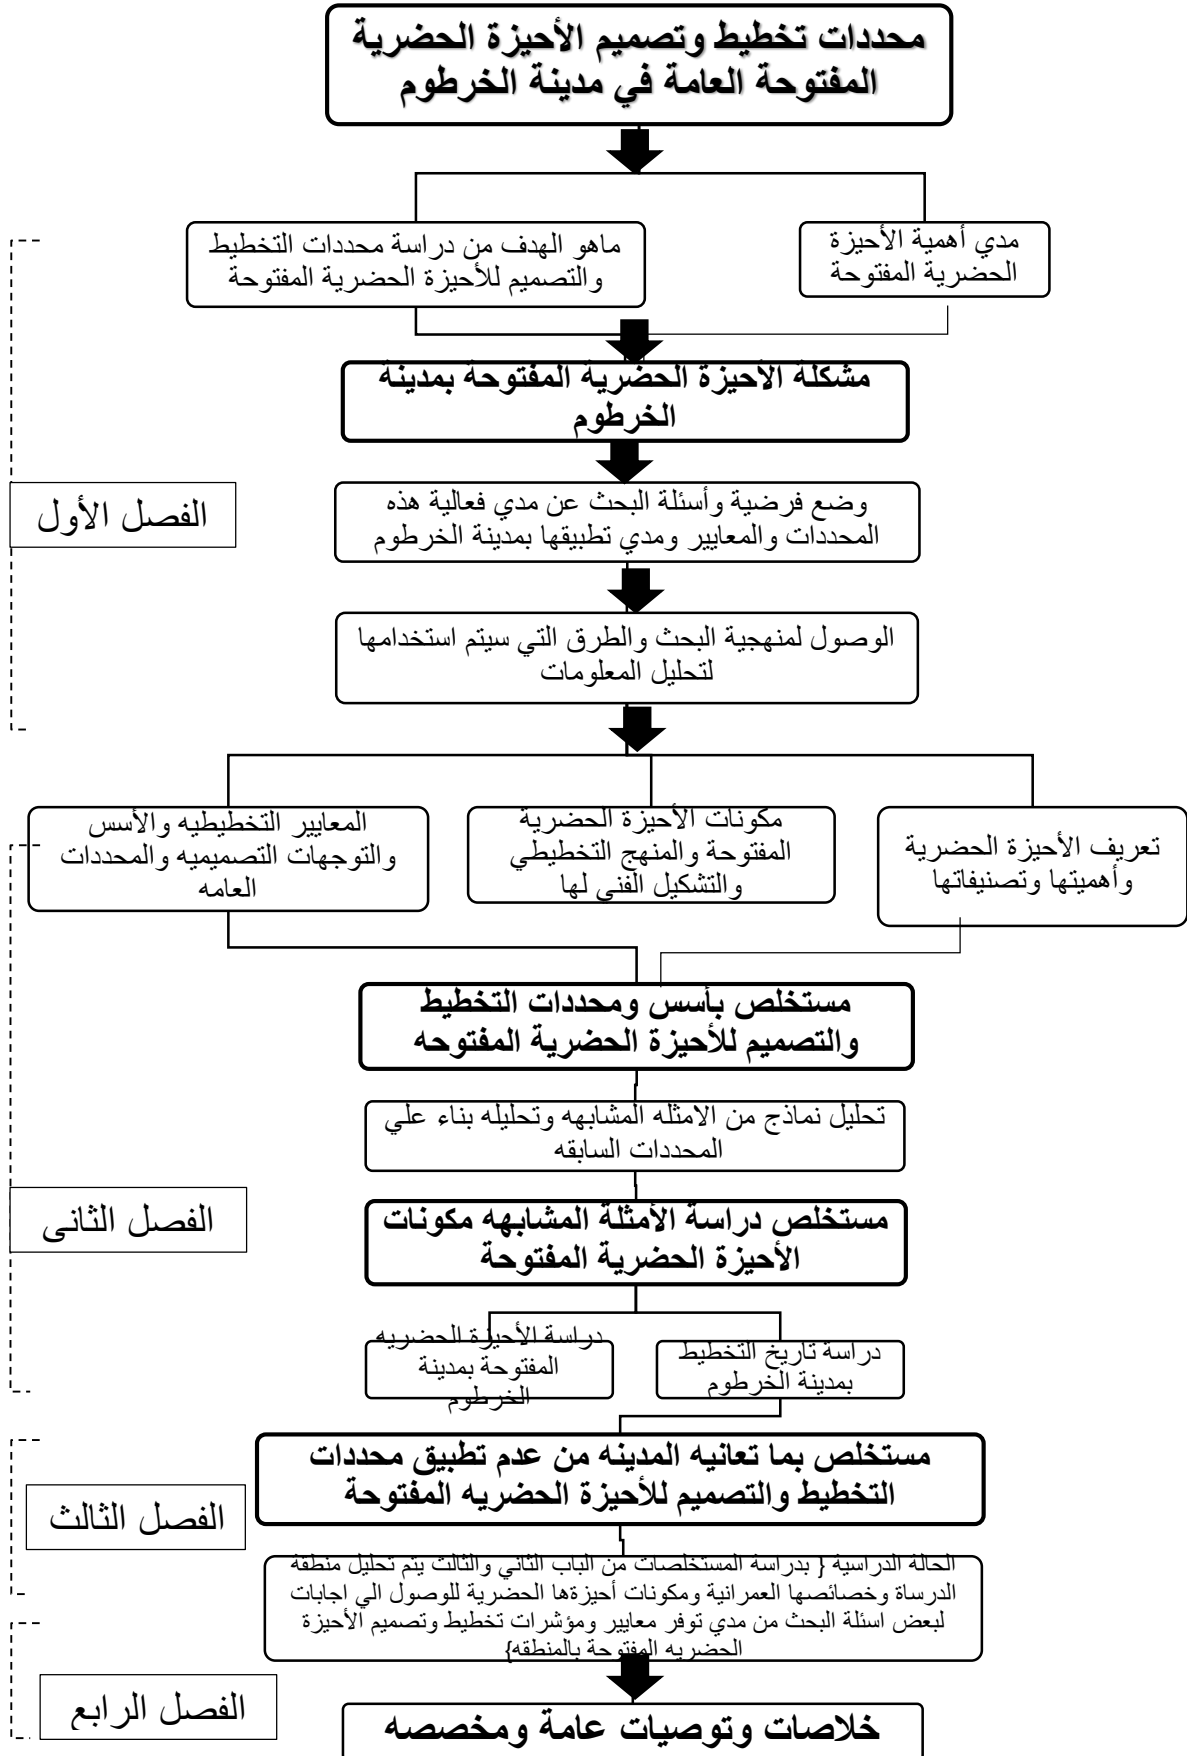 محددات تخطيط وتصميم الأحيزة الحضرية
المفتوحة العامة في مدينة الخرطوم
مدي أهمية الأحيزة
الحضرية المفتوحة
ماهو الهدف من دراسة محددات التخطيط
والتصميم للأحيزة الحضرية المفتوحة
مشكلة الأحيزة الحضرية المفتوحة بمدينة
الخرطوم
الفصل الأول
وضع فرضية وأسئلة البحث عن مدي فعالية هذه
المحددات والمعايير ومدي تطبيقها بمدينة الخرطوم
الوصول لمنهجية البحث والطرق التي سيتم استخدامها
لتحليل المعلومات
تعريف الأحيزة الحضرية
وأهميتها وتصنيفاتها
مكونات الأحيزة الحضرية
المفتوحة والمنهج التخطيطي
والتشكيل الفني لها
المعايير التخطيطيه والأسس
والتوجهات التصميميه والمحددات
العامه
مستخلص بأسس ومحددات التخطيط
والتصميم للأحيزة الحضرية المفتوحه
تحليل نماذج من الامثله المشابهه وتحليله بناء علي
المحددات السابقه
الفصل الثانى
مستخلص دراسة الأمثلة المشابهه مكونات
الأحيزة الحضرية المفتوحة
دراسة تاريخ التخطيط
بمدينة الخرطوم
دراسة الأحيزة الحضريه
المفتوحة بمدينة
الخرطوم
مستخلص بما تعانيه المدينه من عدم تطبيق محددات
التخطيط والتصميم للأحيزة الحضريه المفتوحة
الفصل الثالث
الحالة الدراسية { بدراسة المستخلصات من الباب الثاني والثالث يتم تحليل منطقة
الدرساة وخصائصها العمرانية ومكونات أحيزةها الحضرية للوصول الي اجابات
لبعض اسئلة البحث من مدي توفر معايير ومؤشرات تخطيط وتصميم الأحيزة
الحضريه المفتوحة بالمنطقه}
الفصل الرابع
خلاصات وتوصيات عامة ومخصصه